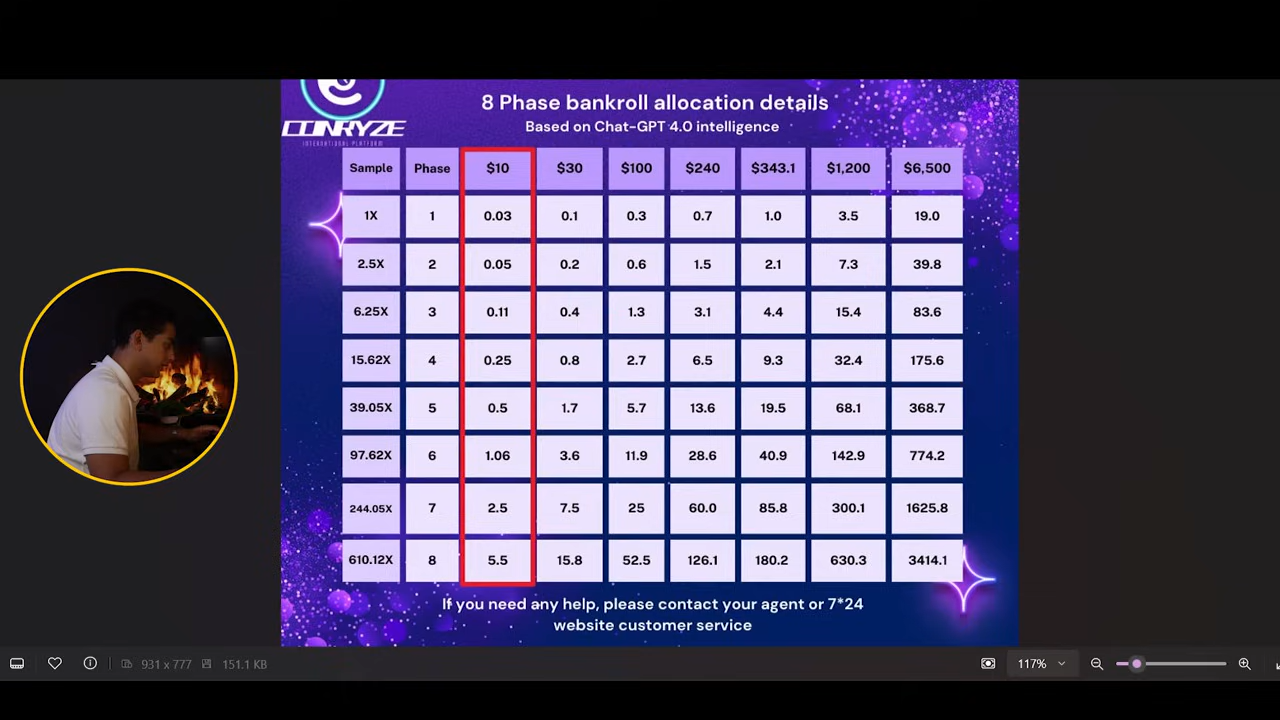 CONRYZE
INTERNATIONAL PLATFORM
8 Phase bankroll allocation details
Based on Chat-GPT 4.0 intelligence
Sample Phase $10 $30 $100 $240 $343.1 $1,200 $6,500
1X 1 0.03 0.1 0.3 0.7 1.0 3.5 19.0
2.5X 2 0.05 0.2 0.6 1.5 2.1 7.3 39.8
6.25X 3 0.11 0.4 1.3 3.1 4.4 15.4 83.6
15.62X 4 0.25 0.8 2.7 6.5 9.3 32.4 175.6
39.05X 5 0.5 1.7 5.7 13.6 19.5 68.1 368.7
97.62X 6 1.06 3.6 11.9 28.6 40.9 142.9 774.2
244.05X 7 2.5 7.5 25 60.0 85.8 300.1 1625.8
610.12X 8 5.5 15.8 52.5 126.1 180.2 630.3 3414.1
If you need any help, please contact your agent or 7*24
website customer service
931 x 777 151.1 KB 117%